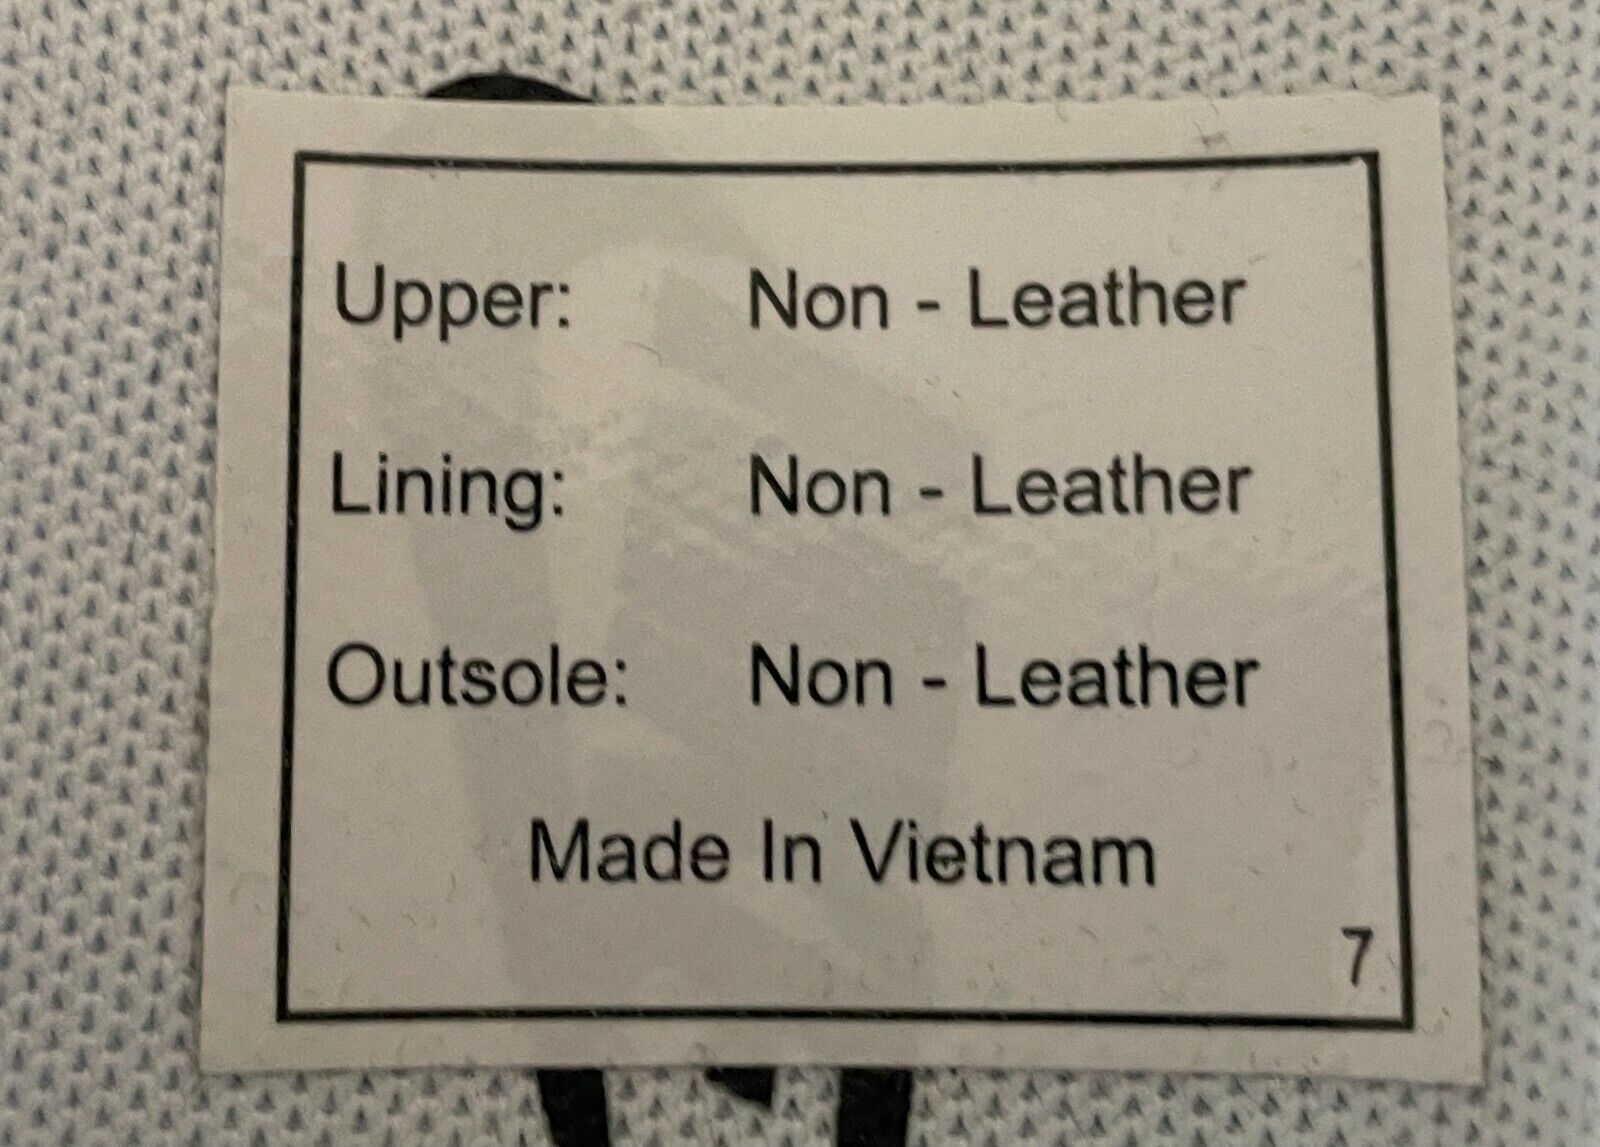 Upper: Non - Leather
Lining: Non - Leather
Outsole: Non - Leather
Made In Vietnam
7